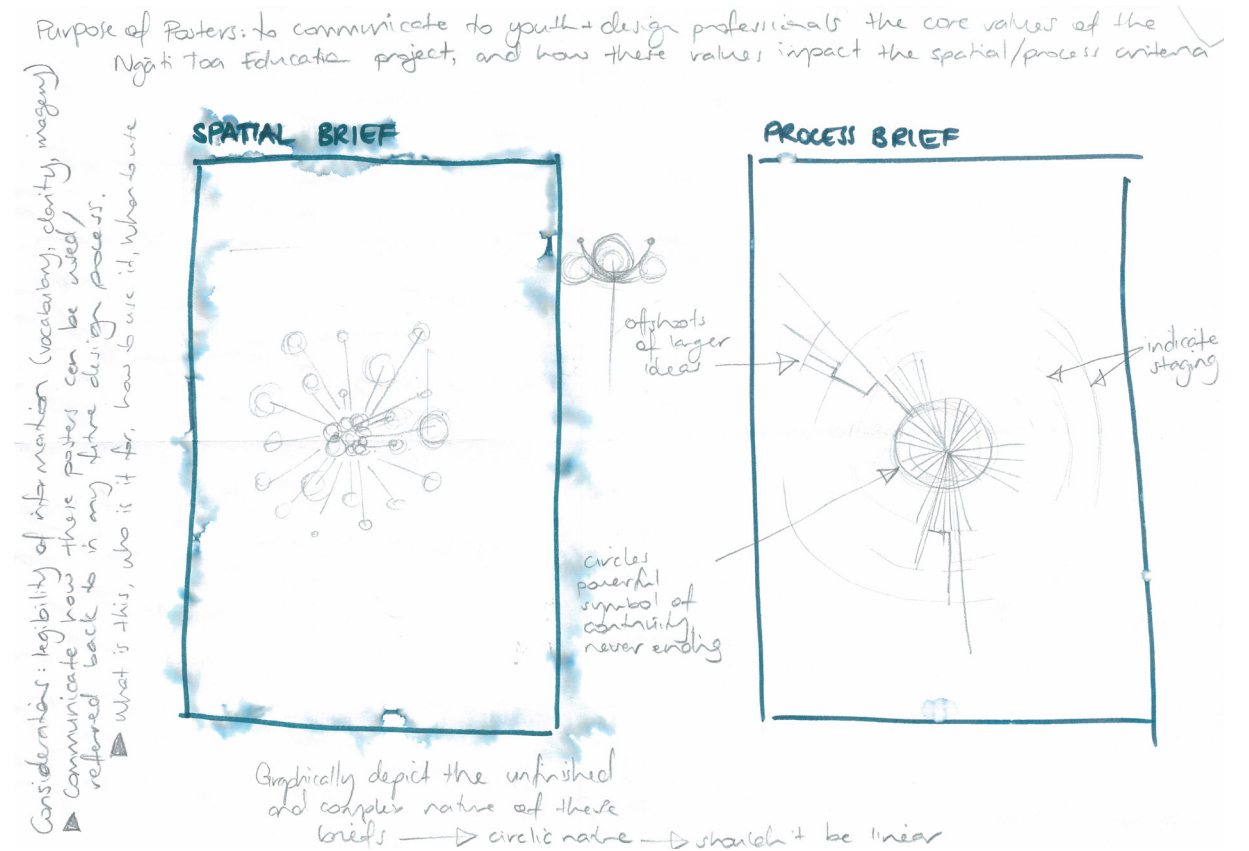 Purpose of Posters: to communicate to youth + design professionals the core values of the
Ngāti Toa Educatio project, and how these values impact the spatial/process criteria
Considerations: legibility of information (vocabulary, clarity, imagery)
Communicate how these posters can be used/
referred back to in any future design process.
What is this, who is it for, how to use it, when to use
SPATIAL BRIEF
PROCESS BRIEF
offshoots
of larger
ideas
indicate
staging
circles
powerful
symbol of
continuity
never ending
Graphically depict the unfinished
and complex nature of these
briefs → circlic nature → shouldn't be linear